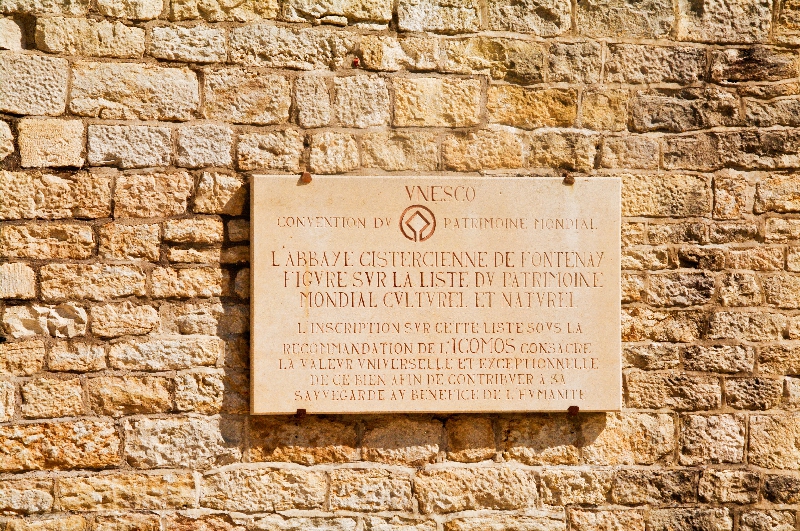 VNESCO
CONVENTION DV PATRIMOINE MONDIAL
L'ABBAYE CISTERCIENNE DE FONTENAY
FIGVRE SVR LA LISTE DV PATRIMOINE
MONDIAL CVLTVREL ET NATVREL
L'INSCRIPTION SVR CETTE LISTE SOVS LA
RECOMMANDATION DE L'ICOMOS CONSACRE
LA VALEVR VNIVERSELLE ET EXCEPTIONNELLE
DE CE BIEN AFIN DE CONTRIBVER A SA
SAVVEGARDE AV BENEFICE DE L'HVMANITE